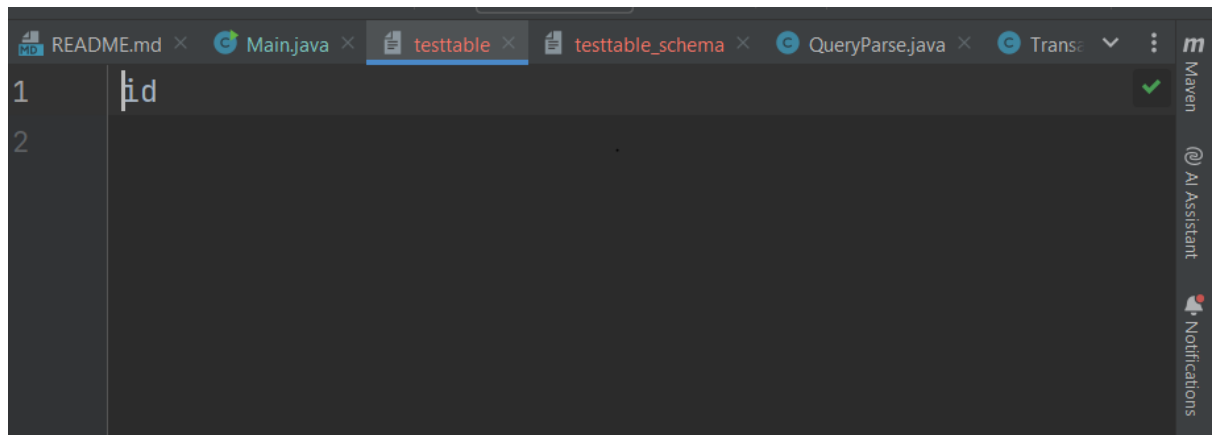 README.md Main.java testtable testtable_schema QueryParse.java Transa
1 id
2
m Maven
AI Assistant
Notifications